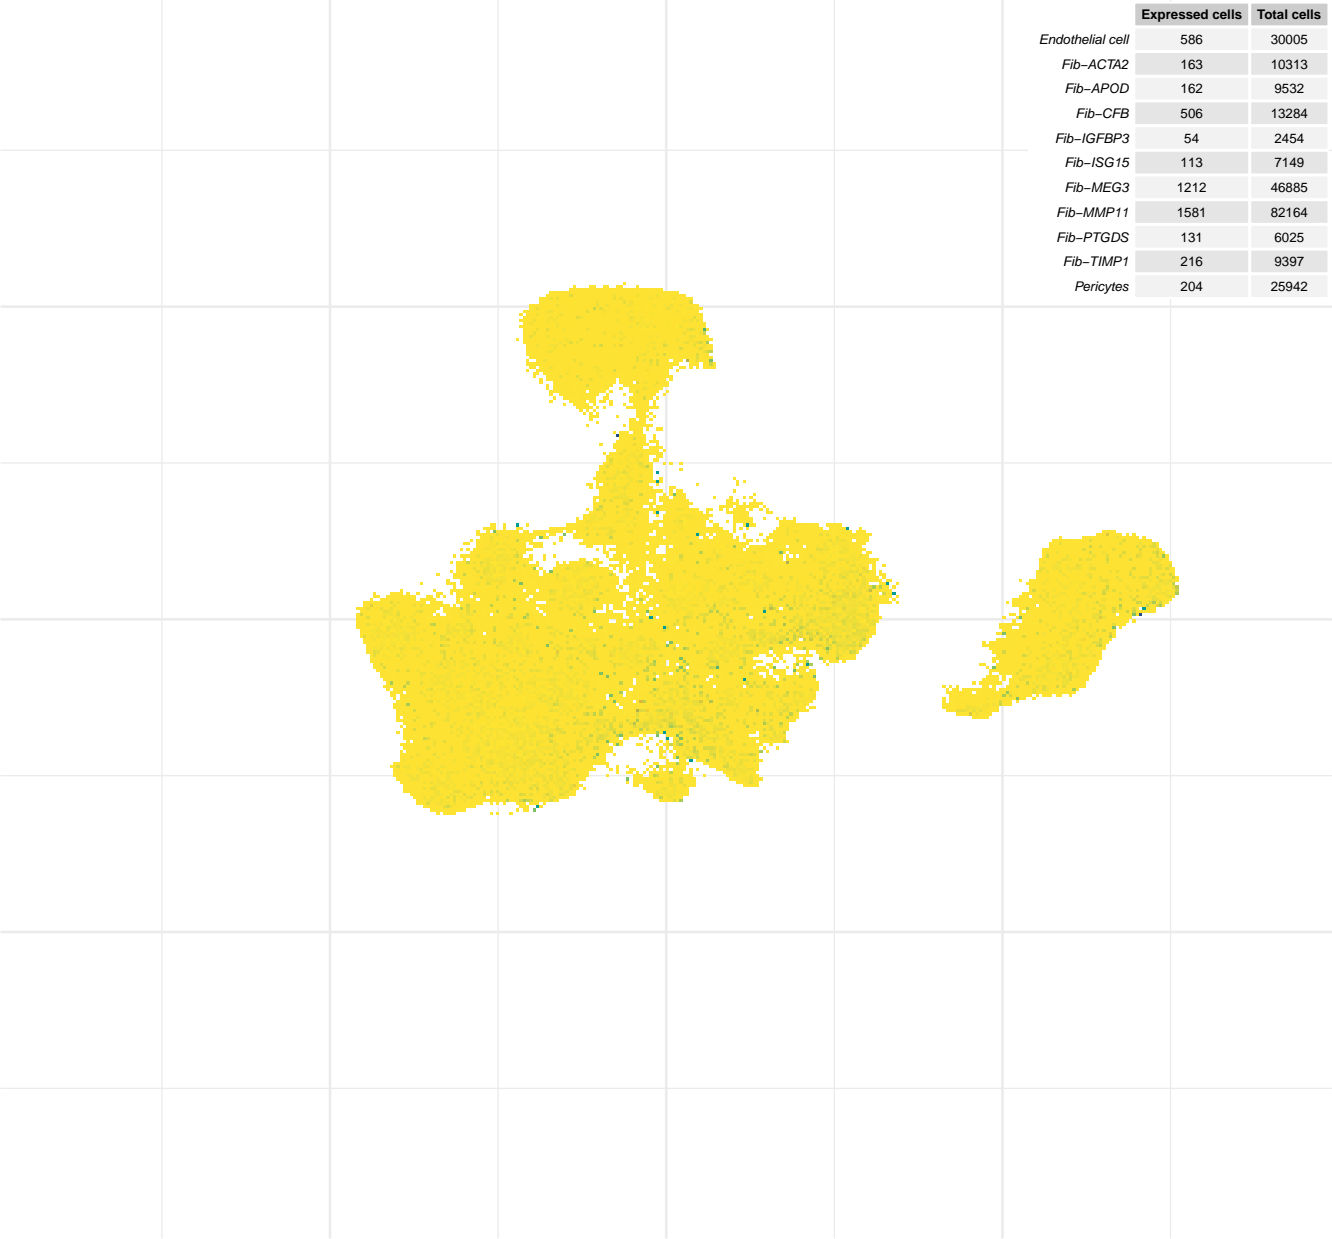 Expressed cells Total cells
Endothelial cell 586 30005
Fib−ACTA2 163 10313
Fib−APOD 162 9532
Fib−CFB 506 13284
Fib−IGFBP3 54 2454
Fib−ISG15 113 7149
Fib−MEG3 1212 46885
Fib−MMP11 1581 82164
Fib−PTGDS 131 6025
Fib−TIMP1 216 9397
Pericytes 204 25942